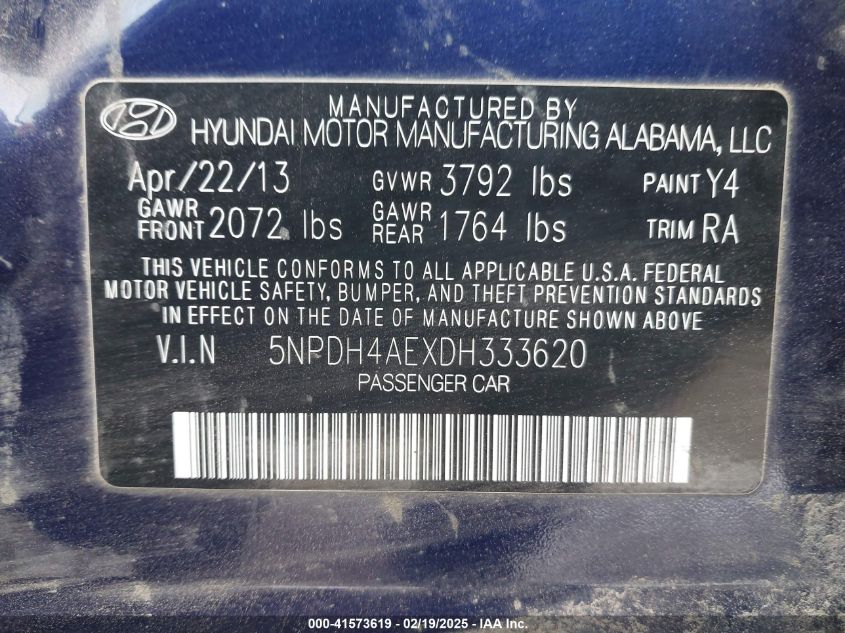 MANUFACTURED BY
HYUNDAI MOTOR MANUFACTURING ALABAMA, LLC
Apr/22/13 GVWR 3792 lbs PAINT Y4
GAWR FRONT 2072 lbs GAWR REAR 1764 lbs TRIM RA
THIS VEHICLE CONFORMS TO ALL APPLICABLE U.S.A. FEDERAL
MOTOR VEHICLE SAFETY, BUMPER, AND THEFT PREVENTION STANDARDS
IN EFFECT ON THE DATE OF MANUFACTURE SHOWN ABOVE
V.I.N 5NPDH4AEXDH333620
PASSENGER CAR
000-41573619 - 02/19/2025 - IAA Inc.